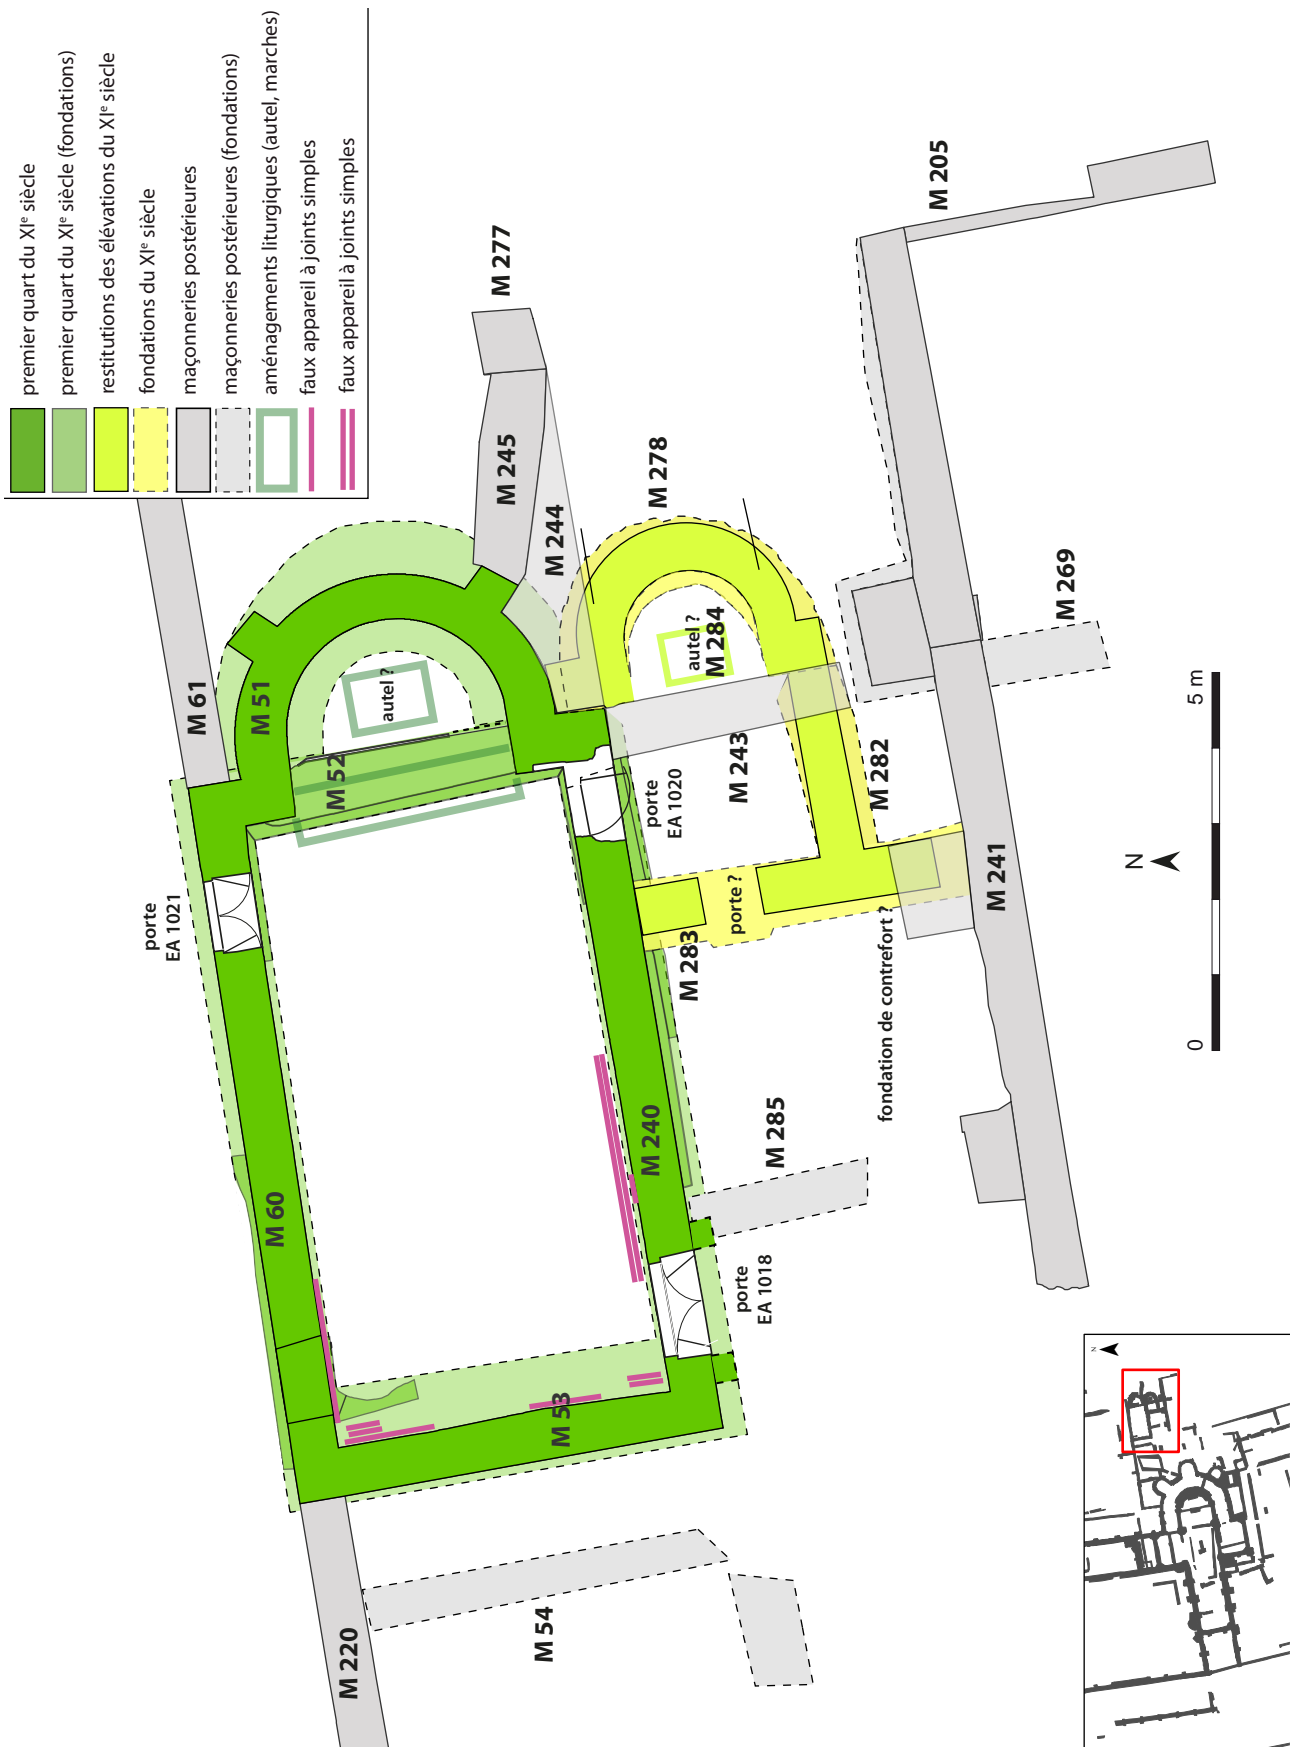 premier quart du XIe siècle
premier quart du XIe siècle (fondations)
restitutions des élévations du XIe siècle
fondations du XIe siècle
maçonneries postérieures
maçonneries postérieures (fondations)
aménagements liturgiques (autel, marches)
faux appareil à joints simples
faux appareil à joints simples
M 220
M 54
M 53
M 60
porte
EA 1021
M 61
M 51
M 52
autel ?
M 240
porte
EA 1018
M 285
M 283
porte ?
porte
EA 1020
M 243
M 282
fondation de contrefort ?
M 241
autel ?
M 284
M 278
M 244
M 245
M 277
M 269
M 205
N
0
5 m
N